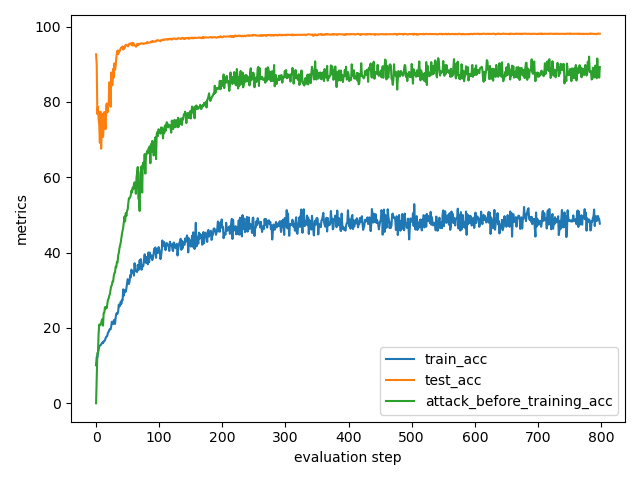 100
80
60
40
20
0
metrics
0 100 200 300 400 500 600 700 800
evaluation step
train_acc
test_acc
attack_before_training_acc